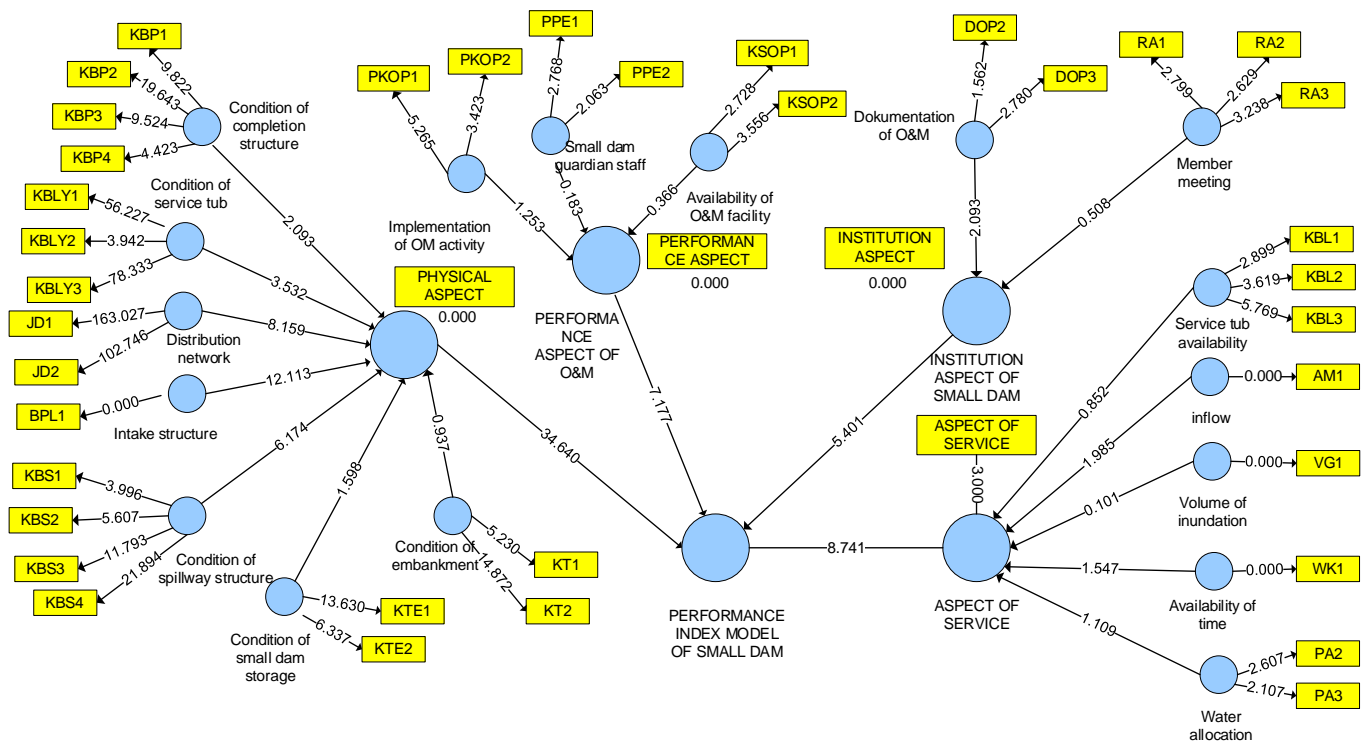 KBP1
KBP2
KBP3
KBP4
9.822
19.643
9.524
4.423
Condition of
completion
structure
2.093
PKOP1
PKOP2
5.265
3.423
Implementation
of OM activity
1.253
PPE1
PPE2
2.768
2.063
Small dam
guardian staff
0.183
KSOP1
KSOP2
2.728
3.556
Availability of
O&M facility
0.366
DOP2
DOP3
1.562
2.780
Dokumentation
of O&M
2.093
RA1
RA2
RA3
2.799
2.629
3.238
Member
meeting
0.508
KBLY1
KBLY2
KBLY3
56.227
3.942
78.333
Condition of
service tub
3.532
JD1
JD2
163.027
102.746
Distribution
network
8.159
BPL1
0.000
Intake structure
12.113
PHYSICAL
ASPECT
0.000
PERFORMAN
CE ASPECT
0.000
PERFORMA
NCE
ASPECT OF
O&M
7.177
INSTITUTION
ASPECT
0.000
INSTITUTION
ASPECT OF
SMALL DAM
5.401
KBL1
KBL2
KBL3
2.899
3.619
5.769
Service tub
availability
0.852
AM1
0.000
inflow
1.985
VG1
0.000
Volume of
inundation
0.101
WK1
0.000
Availability of
time
1.547
PA2
PA3
2.607
2.107
Water
allocation
1.109
ASPECT OF
SERVICE
3.000
ASPECT OF
SERVICE
8.741
KBS1
KBS2
KBS3
KBS4
3.996
5.607
11.793
21.894
Condition of
spillway structure
6.174
KTE1
KTE2
13.630
6.337
Condition of
small dam
storage
1.598
KT1
KT2
5.230
14.872
Condition of
embankment
0.937
34.640
PERFORMANCE
INDEX MODEL
OF SMALL DAM